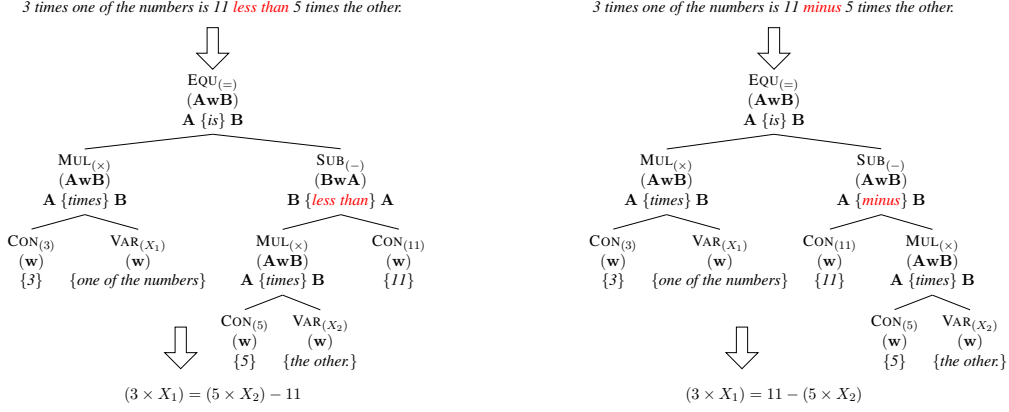 3 times one of the numbers is 11 less than 5 times the other.
EQU(=)
(AwB)
A {is} B
MUL(×)
(AwB)
A {times} B
SUB(−)
(BwA)
B {less than} A
CON(3)
(w)
{3}
VAR(X₁)
(w)
{one of the numbers}
MUL(×)
(AwB)
A {times} B
CON(11)
(w)
{11}
CON(5)
(w)
{5}
VAR(X₂)
(w)
{the other.}
(3 × X₁) = (5 × X₂) − 11
3 times one of the numbers is 11 minus 5 times the other.
EQU(=)
(AwB)
A {is} B
MUL(×)
(AwB)
A {times} B
SUB(−)
(AwB)
A {minus} B
CON(3)
(w)
{3}
VAR(X₁)
(w)
{one of the numbers}
CON(11)
(w)
{11}
MUL(×)
(AwB)
A {times} B
CON(5)
(w)
{5}
VAR(X₂)
(w)
{the other.}
(3 × X₁) = 11 − (5 × X₂)